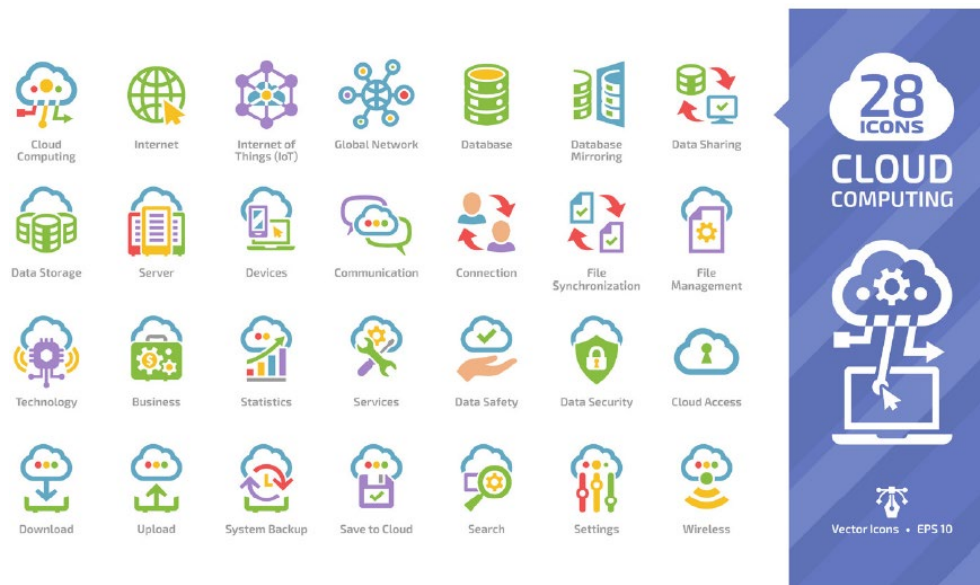 Cloud
Computing
Internet
Internet of
Things (IoT)
Global Network
Database
Database
Mirroring
Data Sharing
Data Storage
Server
Devices
Communication
Connection
File
Synchronization
File
Management
Technology
Business
Statistics
Services
Data Safety
Data Security
Cloud Access
Download
Upload
System Backup
Save to Cloud
Search
Settings
Wireless
28
ICONS
CLOUD
COMPUTING
Vector Icons • EPS 10